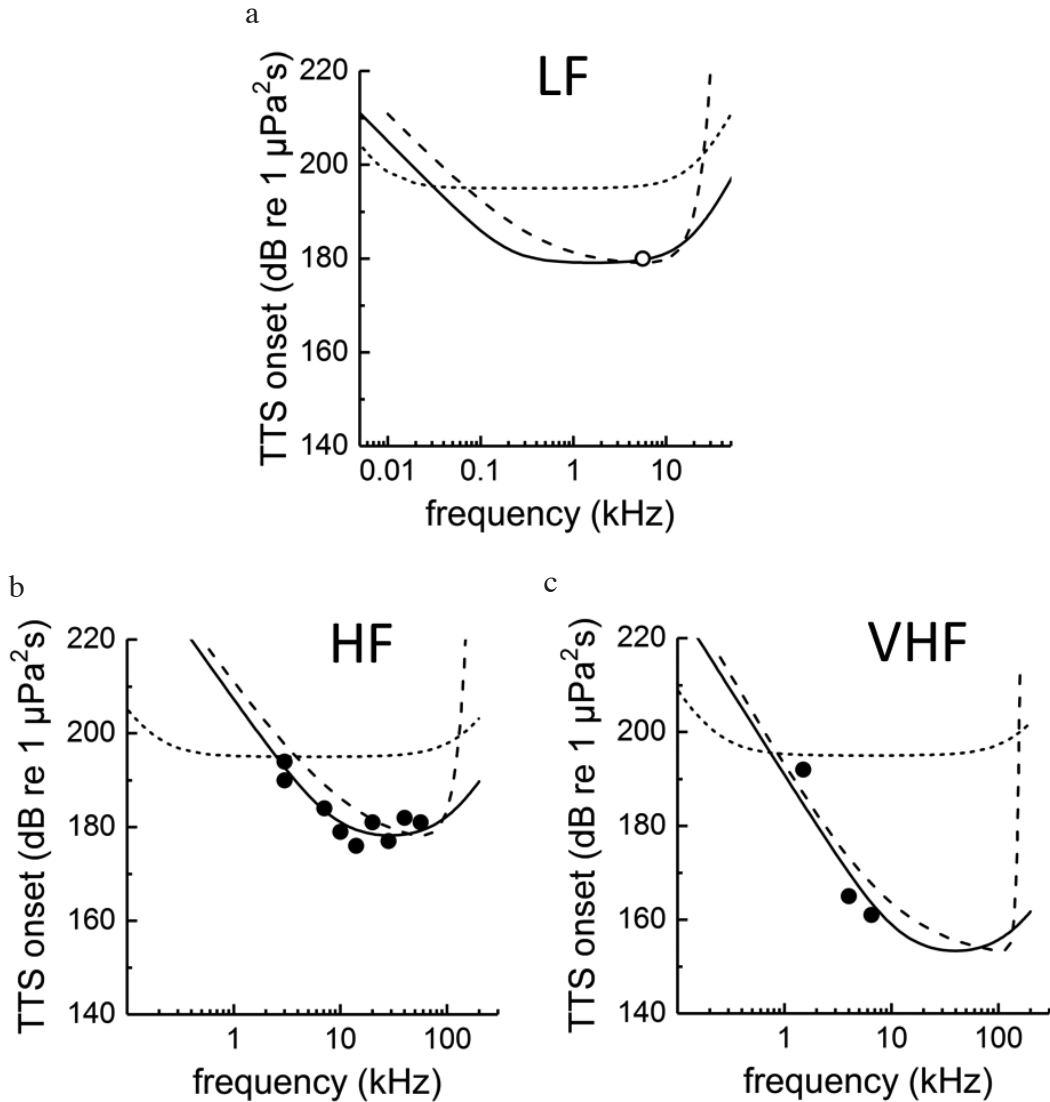 a
LF
TTS onset (dB re 1 μPa²s)
220
200
180
160
140
0.01 0.1 1 10
frequency (kHz)
b
HF
TTS onset (dB re 1 μPa²s)
220
200
180
160
140
1 10 100
frequency (kHz)
c
VHF
TTS onset (dB re 1 μPa²s)
220
200
180
160
140
1 10 100
frequency (kHz)